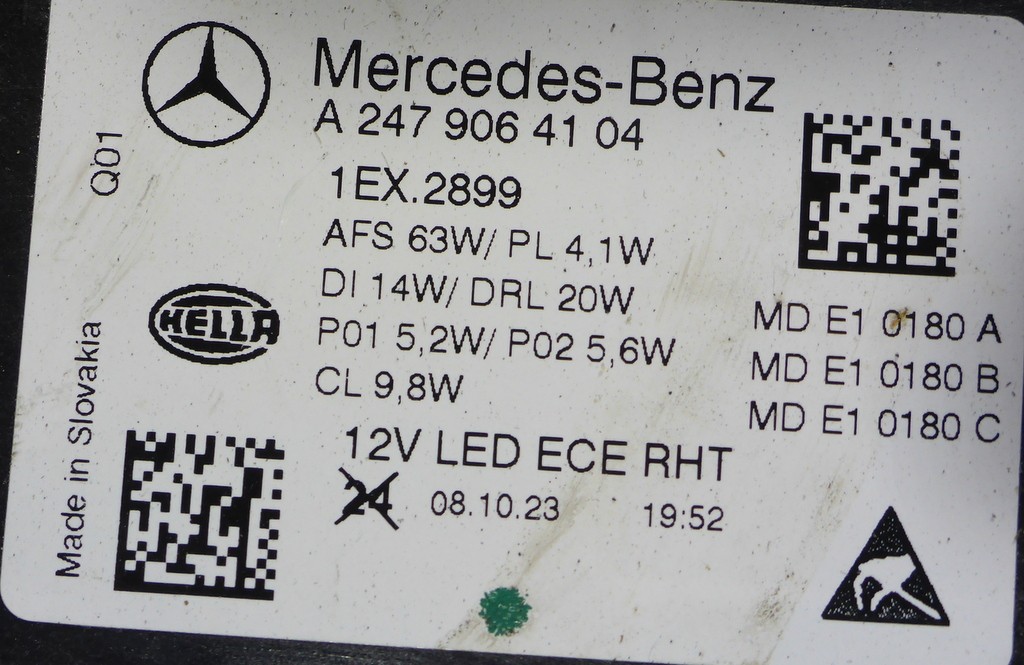 Mercedes-Benz
A 247 906 41 04
Q01
1EX.2899
AFS 63W/ PL 4,1W
DI 14W/ DRL 20W
HELLA
P01 5,2W/ P02 5,6W
CL 9,8W
MD E1 0180 A
MD E1 0180 B
MD E1 0180 C
Made in Slovakia
12V LED ECE RHT
24 08.10.23 19:52